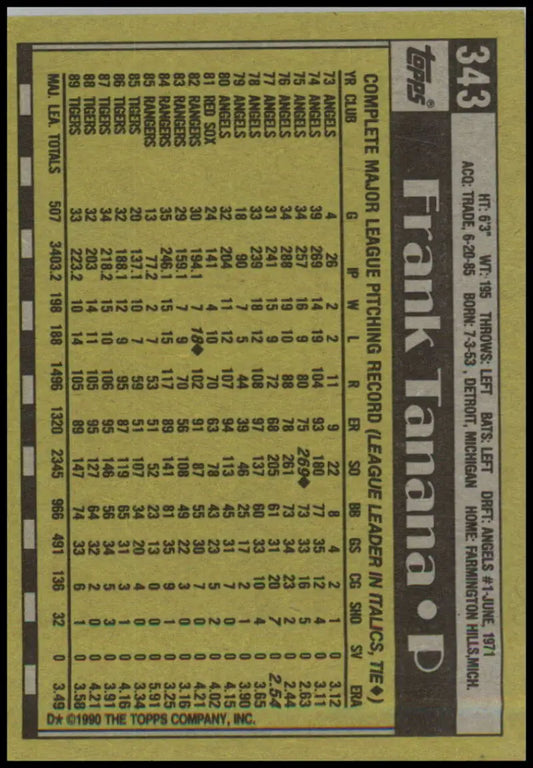 343
Topps®
HT: 6'3" WT: 195 THROWS: LEFT BATS: LEFT DRFT: ANGELS #1-JUNE, 1971
ACQ: TRADE, 6-20-85 BORN: 7-3-53, DETROIT, MICHIGAN HOME: FARMINGTON HILLS, MICH.
Frank Tanana • P
COMPLETE MAJOR LEAGUE PITCHING RECORD (LEAGUE LEADER IN ITALICS, TIE♦)
YR CLUB G IP W L R ER SO BB GS CG SHO SV ERA
73 ANGELS 4 26 2 2 11 9 22 8 4 2 1 0 3.12
74 ANGELS 39 269 14 19 104 93 180 77 35 12 4 0 3.11
75 ANGELS 34 257 16 9 80 75 269♦ 73 33 16 5 0 2.63
76 ANGELS 34 288 19 10 88 78 261 73 34 23 2 0 2.44
77 ANGELS 31 241 15 9 72 68 205 61 31 20 7 0 2.54
78 ANGELS 33 239 18 12 108 97 137 60 33 10 4 0 3.65
79 ANGELS 18 90 7 5 44 39 46 25 17 2 1 0 3.90
80 ANGELS 32 204 11 12 107 94 113 45 31 7 0 0 4.15
81 RED SOX 24 141 4 10 70 63 78 43 23 5 2 0 4.02
82 RANGERS 30 194.1 7 18♦ 102 91 87 55 30 7 0 0 4.21
83 RANGERS 29 159.1 7 9 70 56 108 49 22 3 0 0 3.16
84 RANGERS 35 246.1 15 15 117 89 141 81 35 9 1 0 3.25
85 RANGERS 13 77.2 2 7 53 51 52 23 13 0 0 0 5.91
85 TIGERS 20 137.1 10 7 59 51 107 34 20 4 0 0 3.34
86 TIGERS 32 188.1 12 9 95 87 119 65 31 3 1 0 4.16
87 TIGERS 34 218.2 15 10 106 95 146 56 34 5 3 0 3.91
88 TIGERS 32 203 14 11 105 95 127 64 32 2 0 0 4.21
89 TIGERS 33 223.2 10 14 105 89 147 74 33 6 1 0 3.58
MAJ. LEA. TOTALS 507 3403.2 198 188 1496 1320 2345 966 491 136 32 0 3.49
D* ©1990 THE TOPPS COMPANY, INC.